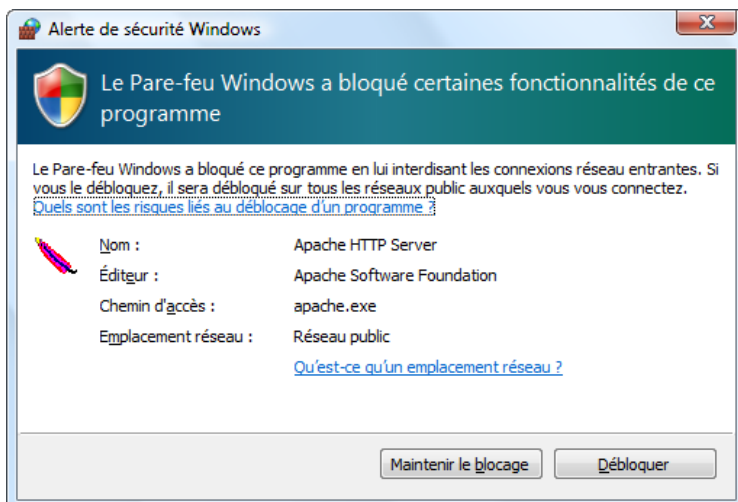 Alerte de sécurité Windows
Le Pare-feu Windows a bloqué certaines fonctionnalités de ce
programme
Le Pare-feu Windows a bloqué ce programme en lui interdisant les connexions réseau entrantes. Si
vous le débloquez, il sera débloqué sur tous les réseaux public auxquels vous vous connectez.
Quels sont les risques liés au déblocage d'un programme ?
Nom : Apache HTTP Server
Éditeur : Apache Software Foundation
Chemin d'accès : apache.exe
Emplacement réseau : Réseau public
Qu'est-ce qu'un emplacement réseau ?
Maintenir le blocage Débloquer